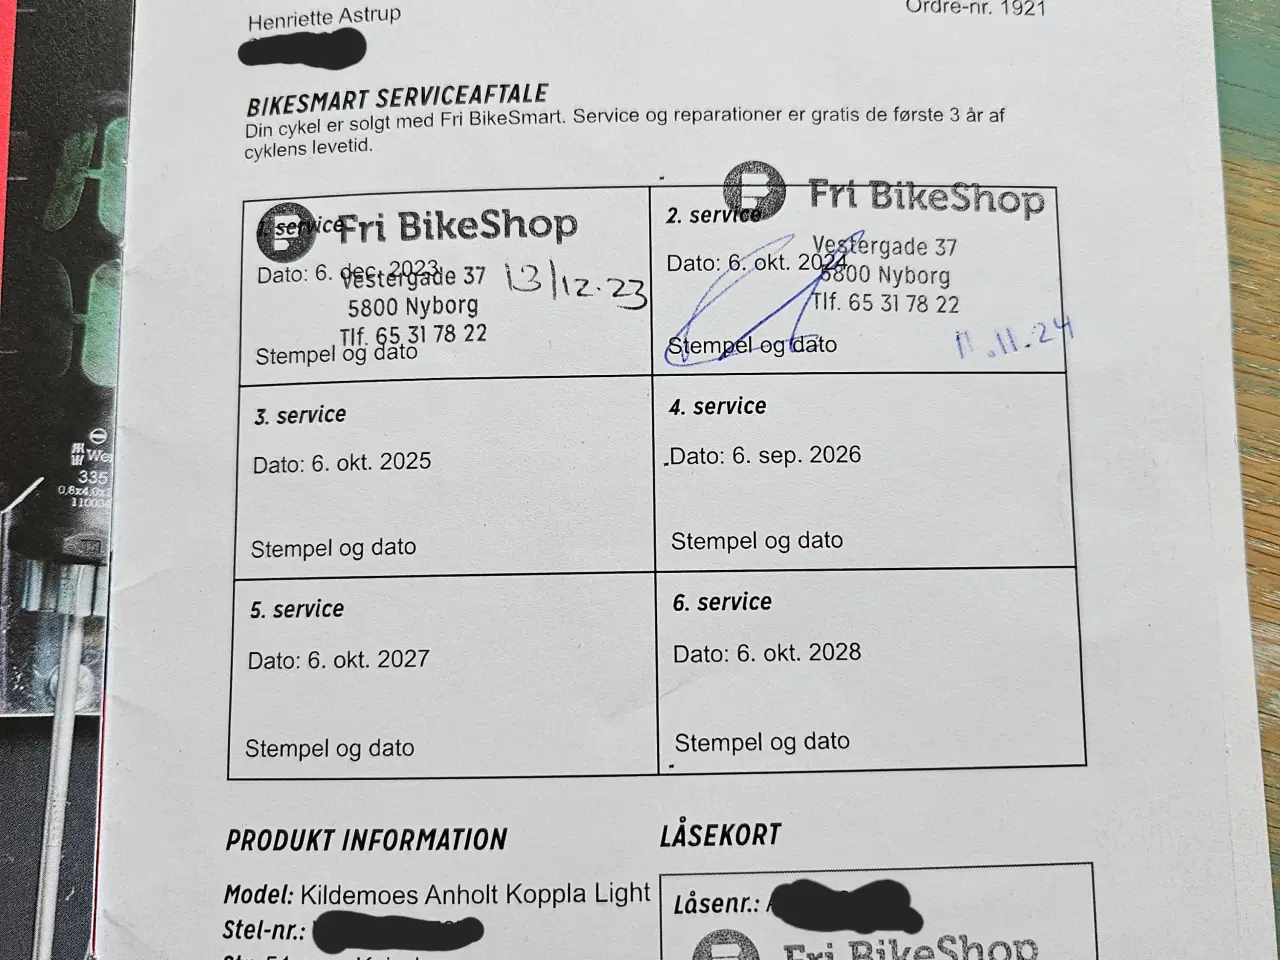 Henriette Astrup
Ordre-nr. 1921
BIKESMART SERVICEAFTALE
Din cykel er solgt med Fri BikeSmart. Service og reparationer er gratis de første 3 år af
cyklens levetid.
1. service
Fri BikeShop
Dato: 6. dec. 2023
Vestergade 37
13/12.23
5800 Nyborg
Tlf. 65 31 78 22
Stempel og dato
2. service
Fri BikeShop
Vestergade 37
Dato: 6. okt. 2024
5800 Nyborg
Tlf. 65 31 78 22
Stempel og dato
11.11.24
3. service
Dato: 6. okt. 2025
Stempel og dato
4. service
Dato: 6. sep. 2026
Stempel og dato
5. service
Dato: 6. okt. 2027
Stempel og dato
6. service
Dato: 6. okt. 2028
Stempel og dato
PRODUKT INFORMATION
Model: Kildemoes Anholt Koppla Light
Stel-nr.:
LÅSEKORT
Låsenr.:
Fri BikeShop
335